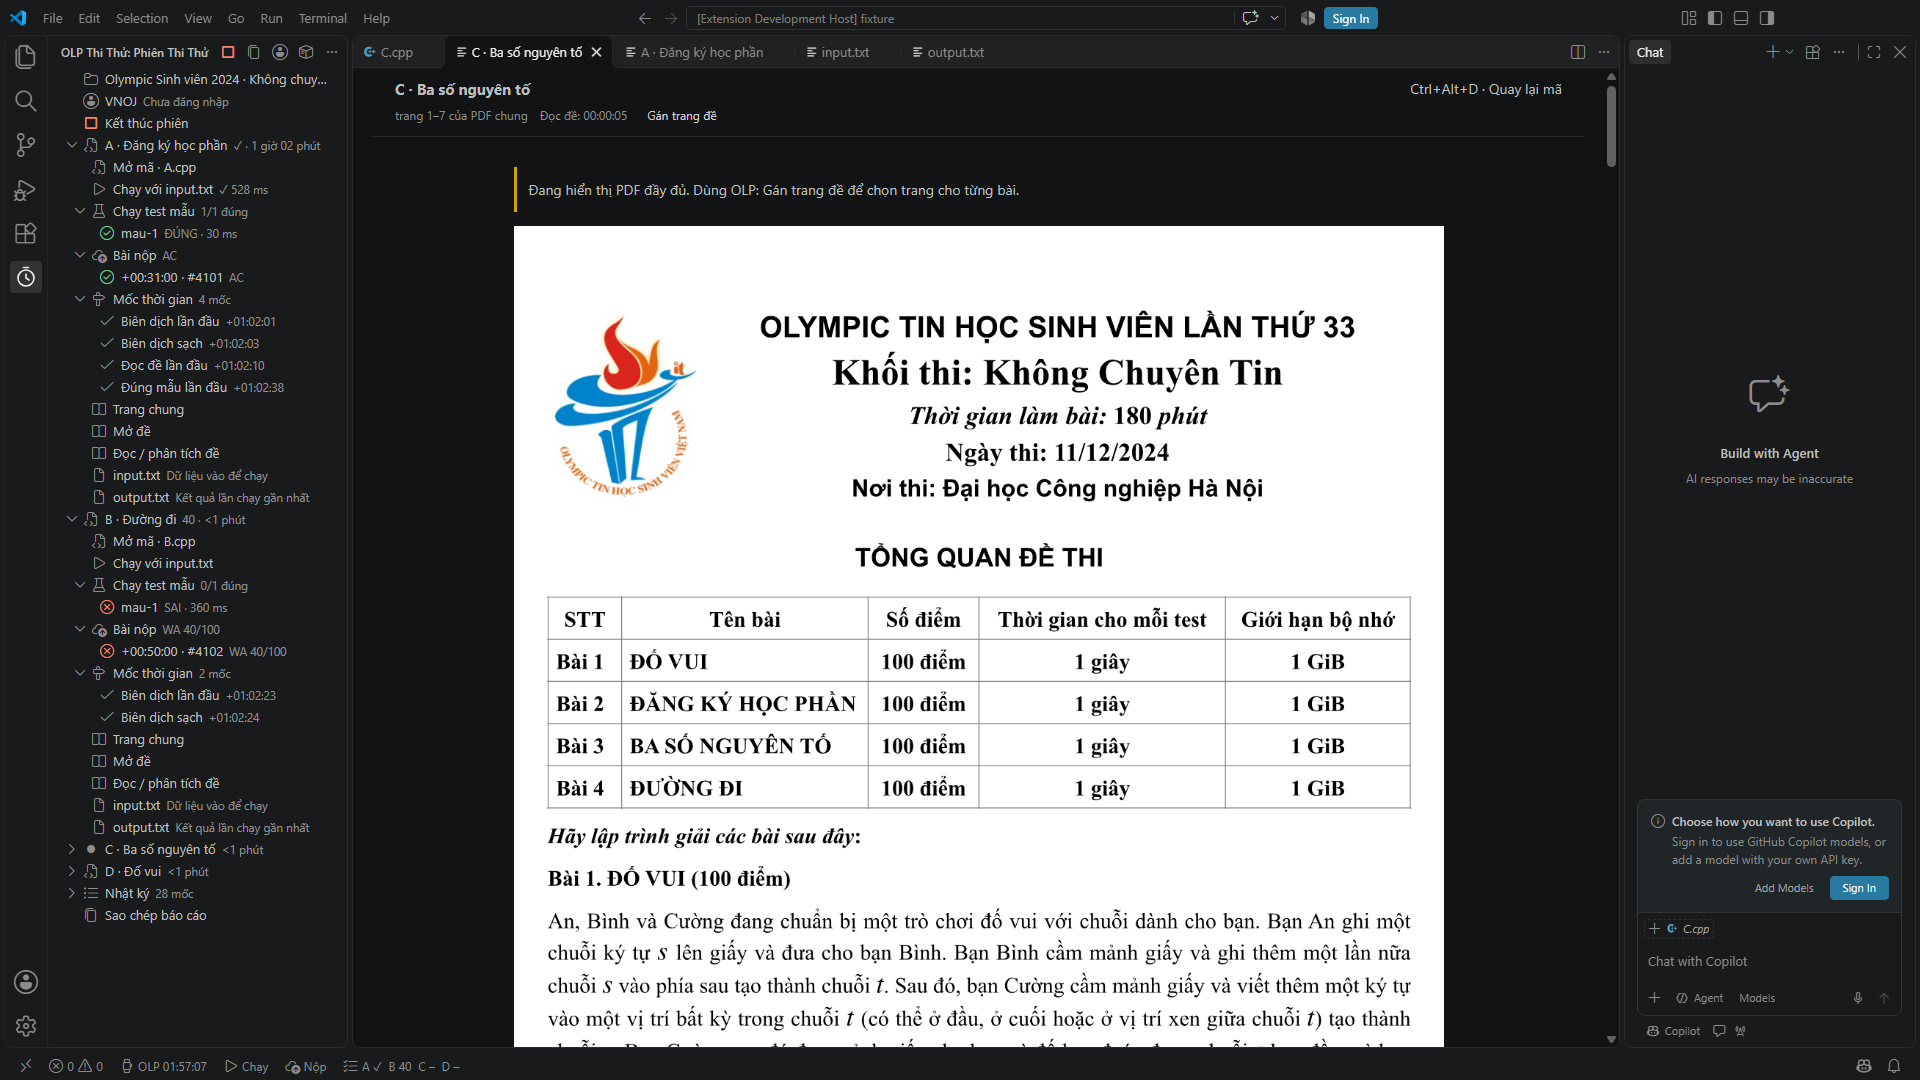 File Edit Selection View Go Run Terminal Help
[Extension Development Host] fixture
Sign In
OLP Thi Thử: Phiên Thi Thử
Olympic Sinh viên 2024 · Không chuy...
VNOJ Chưa đăng nhập
Kết thúc phiên
A · Đăng ký học phần ✓ · 1 giờ 02 phút
Mở mã · A.cpp
Chạy với input.txt ✓ 528 ms
Chạy test mẫu 1/1 đúng
mau-1 ĐÚNG · 30 ms
Bài nộp AC
+00:31:00 · #4101 AC
Mốc thời gian 4 mốc
Biên dịch lần đầu +01:02:01
Biên dịch sạch +01:02:03
Đọc đề lần đầu +01:02:10
Đúng mẫu lần đầu +01:02:38
Trang chung
Mở đề
Đọc / phân tích đề
input.txt Dữ liệu vào để chạy
output.txt Kết quả lần chạy gần nhất
B · Đường đi 40 · <1 phút
Mở mã · B.cpp
Chạy với input.txt
Chạy test mẫu 0/1 đúng
mau-1 SAI · 360 ms
Bài nộp WA 40/100
+00:50:00 · #4102 WA 40/100
Mốc thời gian 2 mốc
Biên dịch lần đầu +01:02:23
Biên dịch sạch +01:02:24
Trang chung
Mở đề
Đọc / phân tích đề
input.txt Dữ liệu vào để chạy
output.txt Kết quả lần chạy gần nhất
C · Ba số nguyên tố <1 phút
D · Đố vui <1 phút
Nhật ký 28 mốc
Sao chép báo cáo
C.cpp
C · Ba số nguyên tố
A · Đăng ký học phần
input.txt
output.txt
C · Ba số nguyên tố
Ctrl+Alt+D · Quay lại mã
trang 1–7 của PDF chung Đọc đề: 00:00:05 Gán trang đề
Đang hiển thị PDF đầy đủ. Dùng OLP: Gán trang đề để chọn trang cho từng bài.
it
OLYMPIC TIN HỌC SINH VIÊN VIỆT NAM
OLYMPIC TIN HỌC SINH VIÊN LẦN THỨ 33
Khối thi: Không Chuyên Tin
Thời gian làm bài: 180 phút
Ngày thi: 11/12/2024
Nơi thi: Đại học Công nghiệp Hà Nội
TỔNG QUAN ĐỀ THI
STT Tên bài Số điểm Thời gian cho mỗi test Giới hạn bộ nhớ
Bài 1 ĐỐ VUI 100 điểm 1 giây 1 GiB
Bài 2 ĐĂNG KÝ HỌC PHẦN 100 điểm 1 giây 1 GiB
Bài 3 BA SỐ NGUYÊN TỐ 100 điểm 1 giây 1 GiB
Bài 4 ĐƯỜNG ĐI 100 điểm 1 giây 1 GiB
Hãy lập trình giải các bài sau đây:
Bài 1. ĐỐ VUI (100 điểm)
An, Bình và Cường đang chuẩn bị một trò chơi đố vui với chuỗi dành cho bạn. Bạn An ghi một
chuỗi ký tự s lên giấy và đưa cho bạn Bình. Bạn Bình cầm mảnh giấy và ghi thêm một lần nữa
chuỗi s vào phía sau tạo thành chuỗi t. Sau đó, bạn Cường cầm mảnh giấy và viết thêm một ký tự
vào một vị trí bất kỳ trong chuỗi t (có thể ở đầu, ở cuối hoặc ở vị trí xen giữa chuỗi t) tạo thành
Chat
Build with Agent
AI responses may be inaccurate
Choose how you want to use Copilot.
Sign in to use GitHub Copilot models, or
add a model with your own API key.
Add Models
Sign In
C.cpp
Chat with Copilot
Agent Models
Copilot
0 0 OLP 01:57:07 Chạy Nộp A ✓ B 40 C – D –